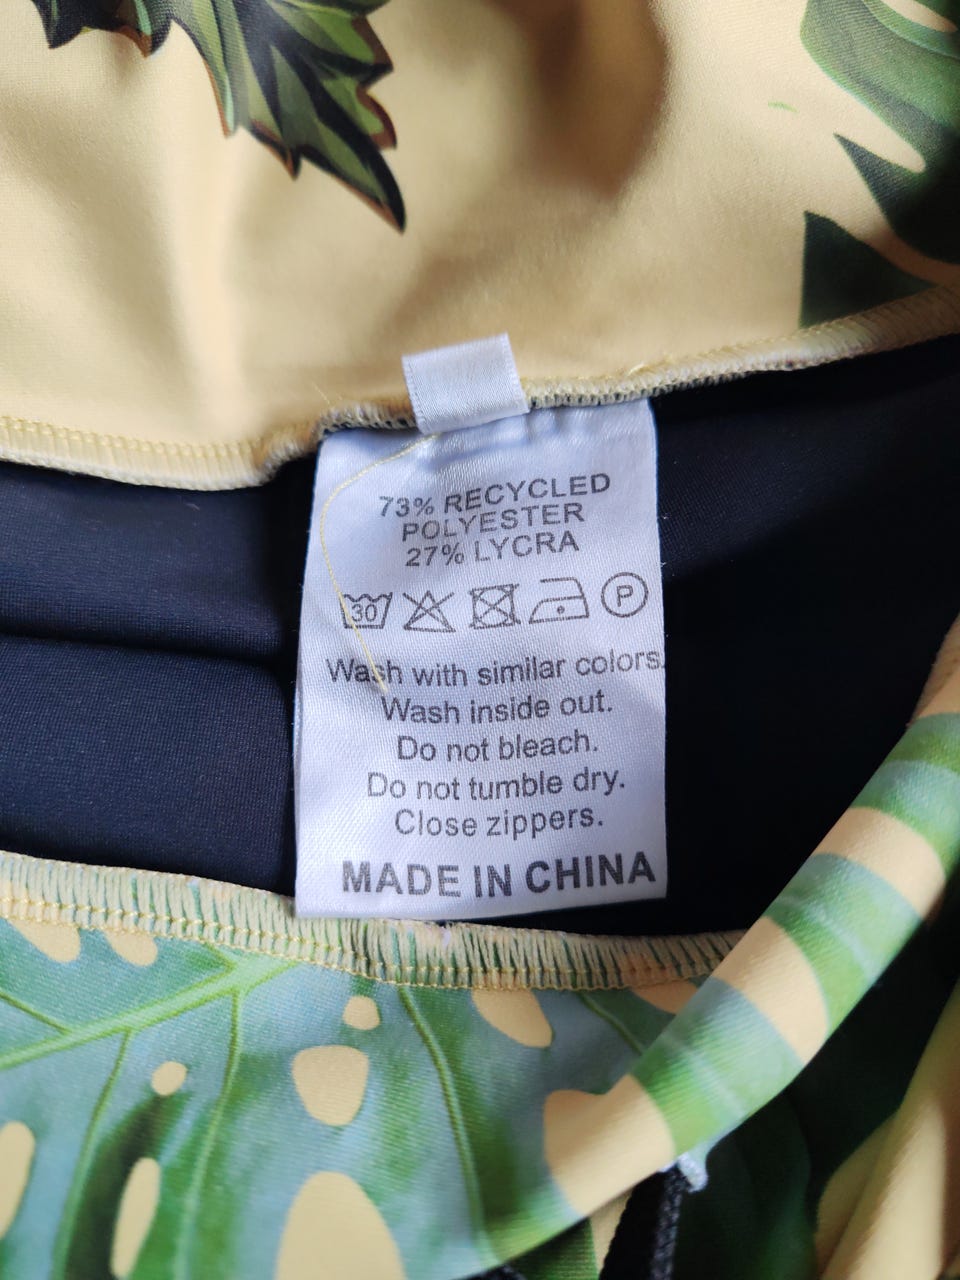 73% RECYCLED
POLYESTER
27% LYCRA
30 P
Wash with similar colors.
Wash inside out.
Do not bleach.
Do not tumble dry.
Close zippers.
MADE IN CHINA